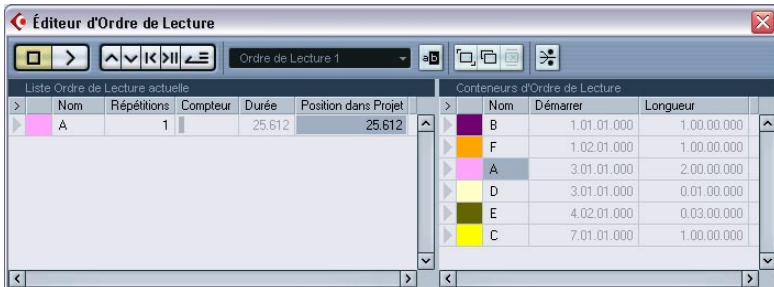 Éditeur d'Ordre de Lecture
Ordre de Lecture 1
Liste Ordre de Lecture actuelle
> Nom Répétitions Compteur Durée Position dans Projet
A 1 25.612 25.612
Conteneurs d'Ordre de Lecture
> Nom Démarrer Longueur
B 1.01.01.000 1.00.00.000
F 1.02.01.000 1.00.00.000
A 3.01.01.000 2.00.00.000
D 3.01.01.000 0.01.00.000
E 4.02.01.000 0.03.00.000
C 7.01.01.000 1.00.00.000